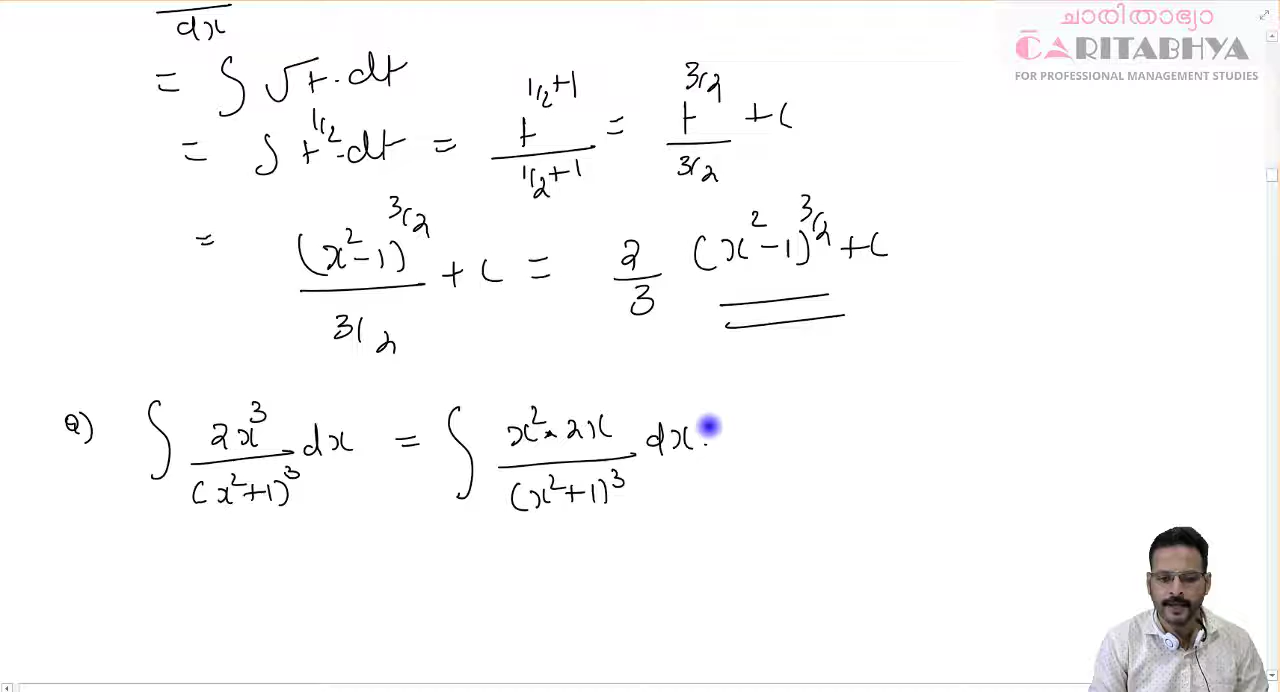 ചാരിതാഭ്യാ
CARITABHYA
FOR PROFESSIONAL MANAGEMENT STUDIES
dx
= ∫ √t · dt
= ∫ t^1/2 · dt = t^(1/2+1) / (1/2+1) = t^3/2 / 3/2 + c
= (x²-1)^3/2 / 3/2 + c = 2/3 (x²-1)^3/2 + c
Q) ∫ 2x³/(x²+1)³ dx = ∫ x² · 2x/(x²+1)³ dx.